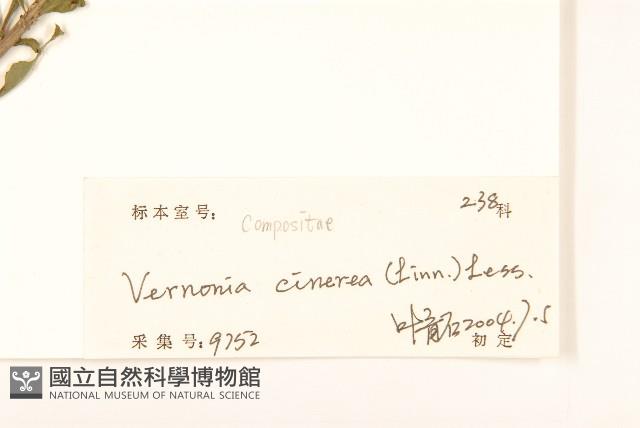 238科
标本室号: Compositae
Vernonia cinerea (Linn.) Less.
叶 2004.7.5
采集号: 9752 初定
國立自然科學博物館
NATIONAL MUSEUM OF NATURAL SCIENCE